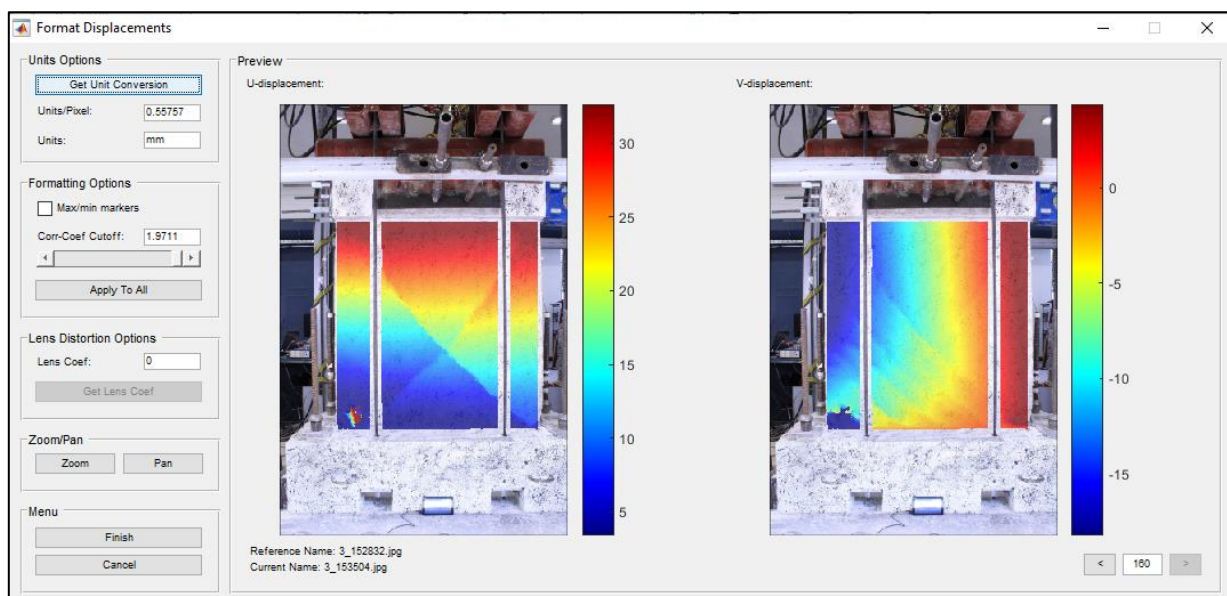 Format Displacements
Units Options
Get Unit Conversion
Units/Pixel: 0.55757
Units: mm
Formatting Options
Max/min markers
Corr-Coef Cutoff: 1.9711
Apply To All
Lens Distortion Options
Lens Coef: 0
Get Lens Coef
Zoom/Pan
Zoom Pan
Menu
Finish
Cancel
Preview
U-displacement:
30
25
20
15
10
5
V-displacement:
0
-5
-10
-15
Reference Name: 3_152832.jpg
Current Name: 3_153504.jpg
< 160 >